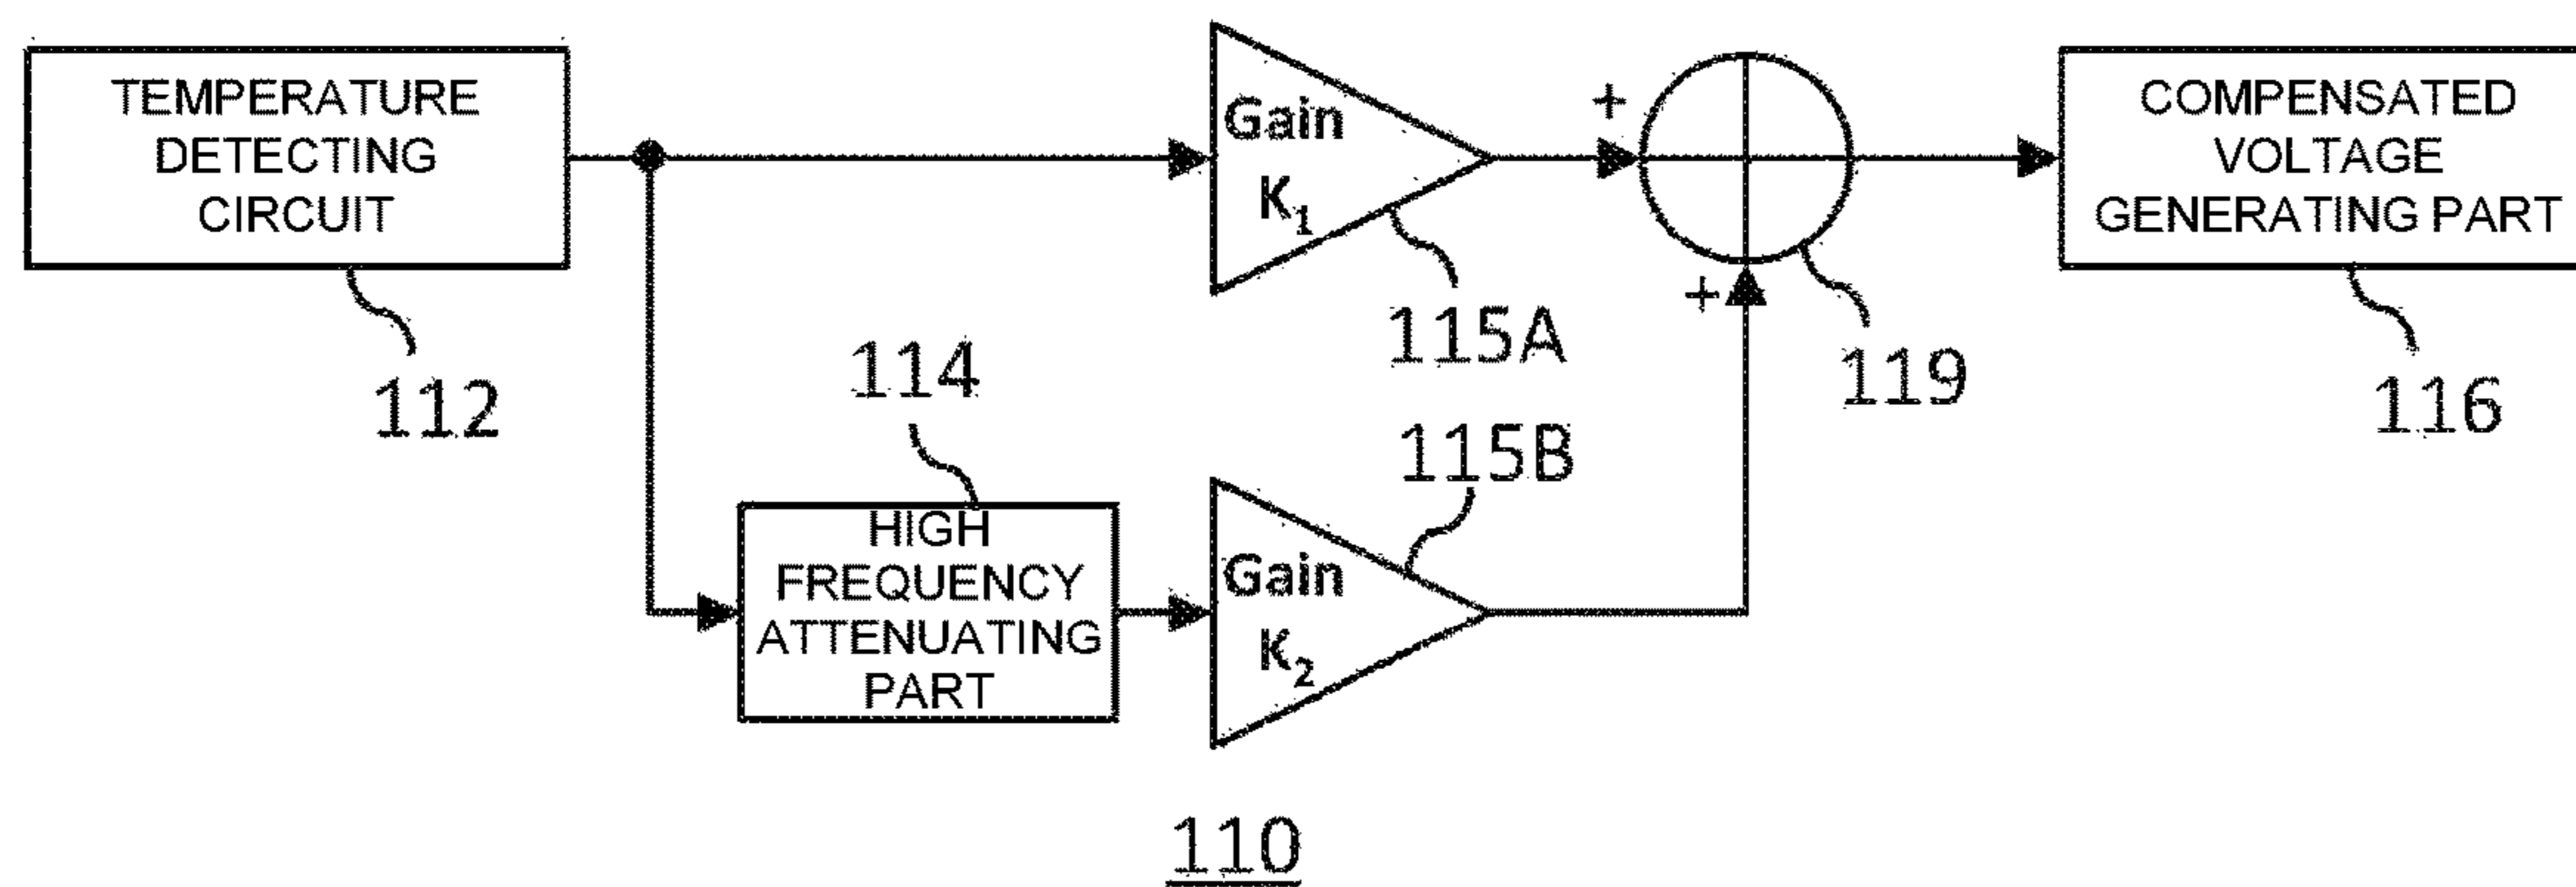 TEMPERATURE
DETECTING
CIRCUIT
112
Gain
K₁
115A
+
+
119
COMPENSATED
VOLTAGE
GENERATING PART
116
114
HIGH
FREQUENCY
ATTENUATING
PART
115B
Gain
K₂
110